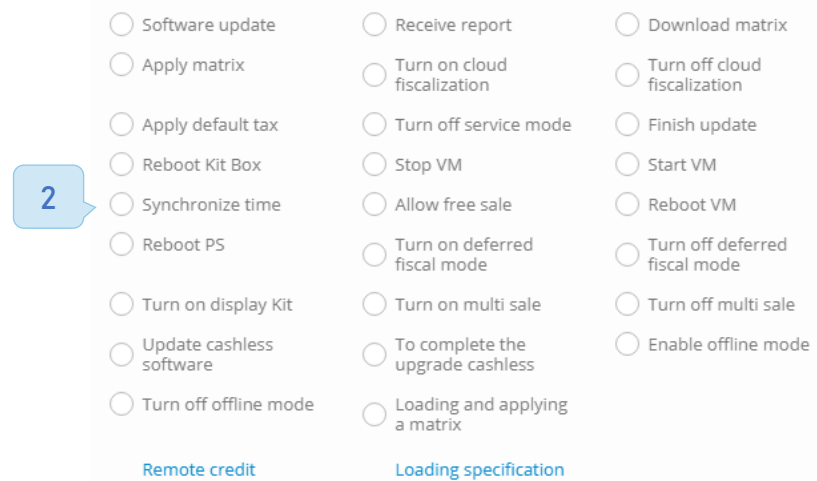 Software update
Receive report
Download matrix
Apply matrix
Turn on cloud
fiscalization
Turn off cloud
fiscalization
Apply default tax
Turn off service mode
Finish update
Reboot Kit Box
Stop VM
Start VM
2
Synchronize time
Allow free sale
Reboot VM
Reboot PS
Turn on deferred
fiscal mode
Turn off deferred
fiscal mode
Turn on display Kit
Turn on multi sale
Turn off multi sale
Update cashless
software
To complete the
upgrade cashless
Enable offline mode
Turn off offline mode
Loading and applying
a matrix
Remote credit
Loading specification